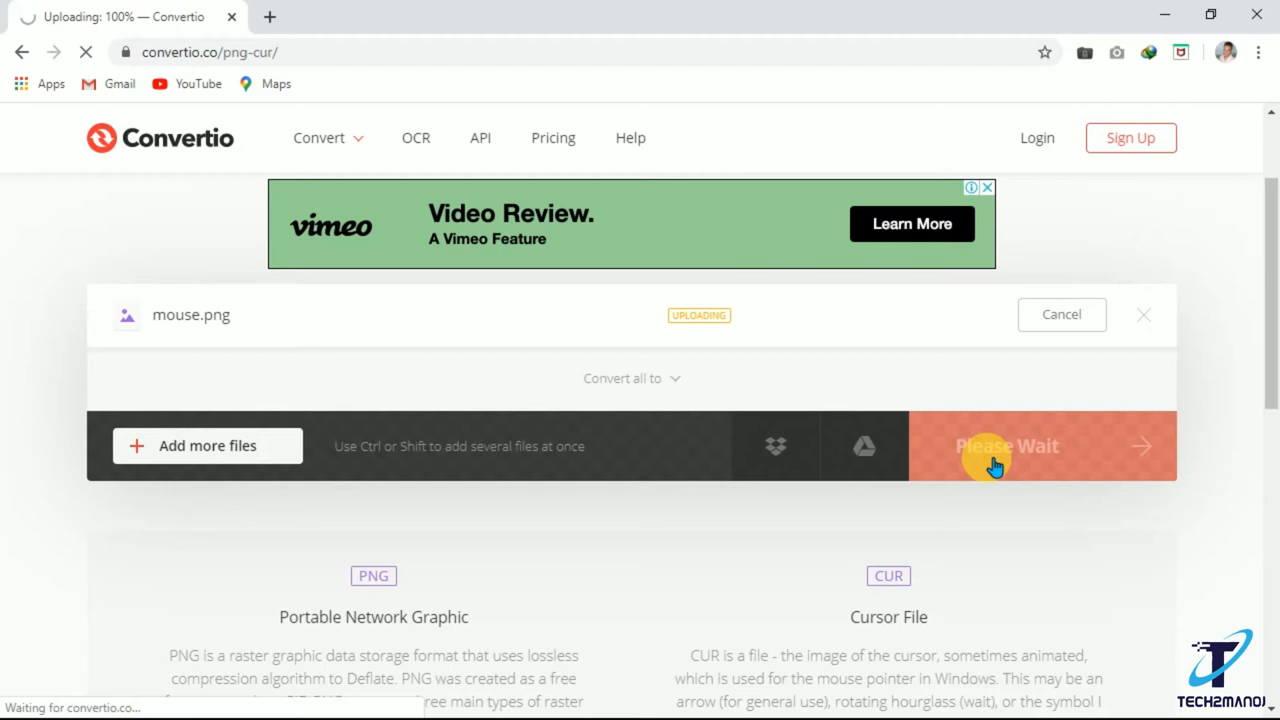 Uploading: 100% — Convertio
convertio.co/png-cur/
Apps Gmail YouTube Maps
Convertio Convert OCR API Pricing Help Login Sign Up
vimeo Video Review. Learn More
A Vimeo Feature
mouse.png UPLOADING Cancel
Convert all to
Add more files Use Ctrl or Shift to add several files at once Please Wait
PNG CUR
Portable Network Graphic Cursor File
PNG is a raster graphic data storage format that uses lossless CUR is a file - the image of the cursor, sometimes animated,
compression algorithm to Deflate. PNG was created as a free which is used for the mouse pointer in Windows. This may be an
ree main types of raster arrow (for general use), rotating hourglass (wait), or the symbol I
Waiting for convertio.co...
TECH2MANOJ